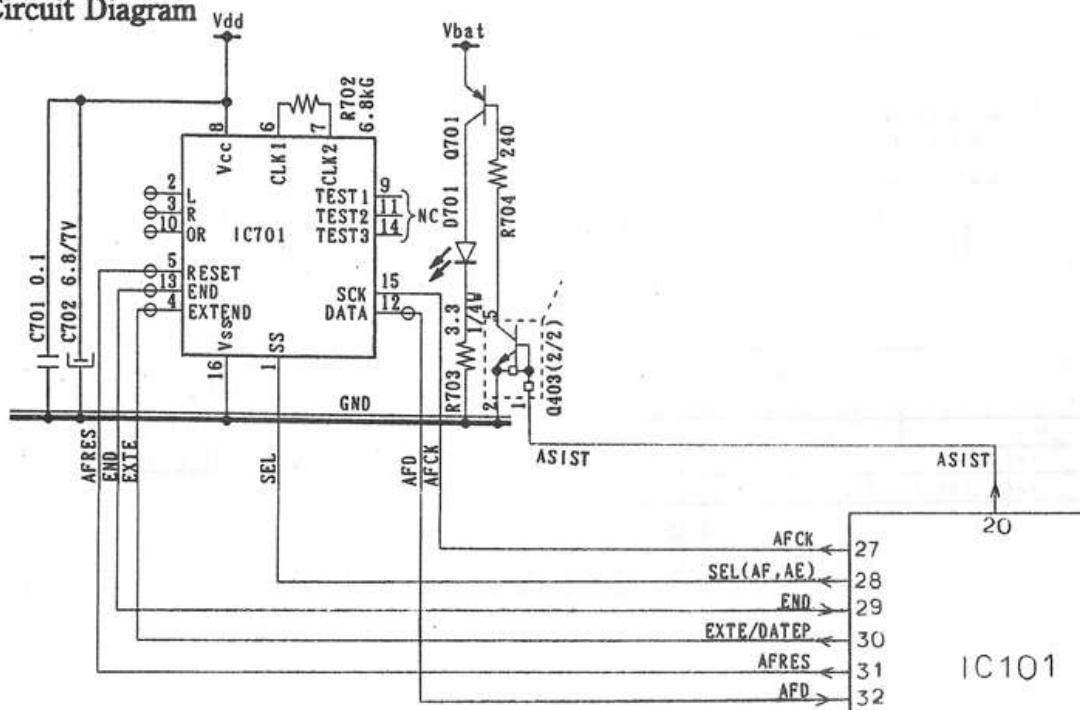 Circuit Diagram
Vdd
Vbat
R702
6.8kG
8
6
7
Vcc
CLK1
CLK2
Q701
240
2
L
3
R
10
OR
IC701
TEST1
9
TEST2
11
TEST3
14
NC
D701
R704
C701 0.1
C702 6.8/7V
5
RESET
13
END
4
EXTEND
SCK
15
DATA
12
Vss
SS
16
1
R703
3.3
1/4W
5
2
1
Q403(2/2)
GND
AFRES
END
EXTE
SEL
AFD
AFCK
ASIST
ASIST
20
AFCK
27
SEL(AF,AE)
28
END
29
EXTE/DATEP
30
AFRES
31
AFD
32
IC101